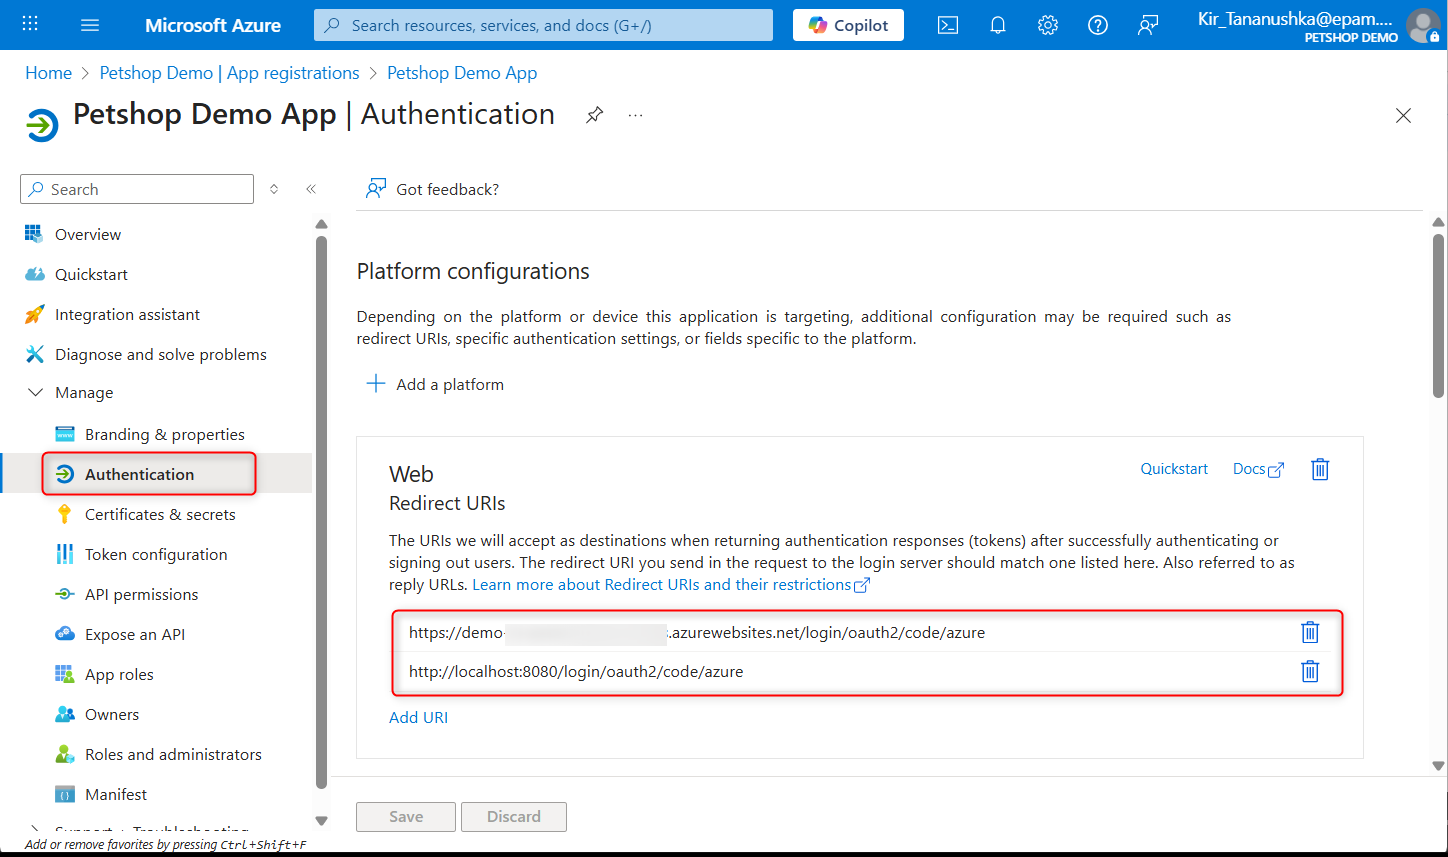 Microsoft Azure
Search resources, services, and docs (G+/)
Copilot
Kir_Tananushka@epam....
PETSHOP DEMO
Home > Petshop Demo | App registrations > Petshop Demo App
Petshop Demo App | Authentication
...
Search
Got feedback?
Overview
Quickstart
Integration assistant
Diagnose and solve problems
Manage
Branding & properties
Authentication
Certificates & secrets
Token configuration
API permissions
Expose an API
App roles
Owners
Roles and administrators
Manifest
Support + Troubleshooting
Add or remove favorites by pressing Ctrl+Shift+F
Platform configurations
Depending on the platform or device this application is targeting, additional configuration may be required such as
redirect URIs, specific authentication settings, or fields specific to the platform.
Add a platform
Web
Quickstart
Docs
Redirect URIs
The URIs we will accept as destinations when returning authentication responses (tokens) after successfully authenticating or
signing out users. The redirect URI you send in the request to the login server should match one listed here. Also referred to as
reply URLs. Learn more about Redirect URIs and their restrictions
https://demo- .azurewebsites.net/login/oauth2/code/azure
http://localhost:8080/login/oauth2/code/azure
Add URI
Save
Discard